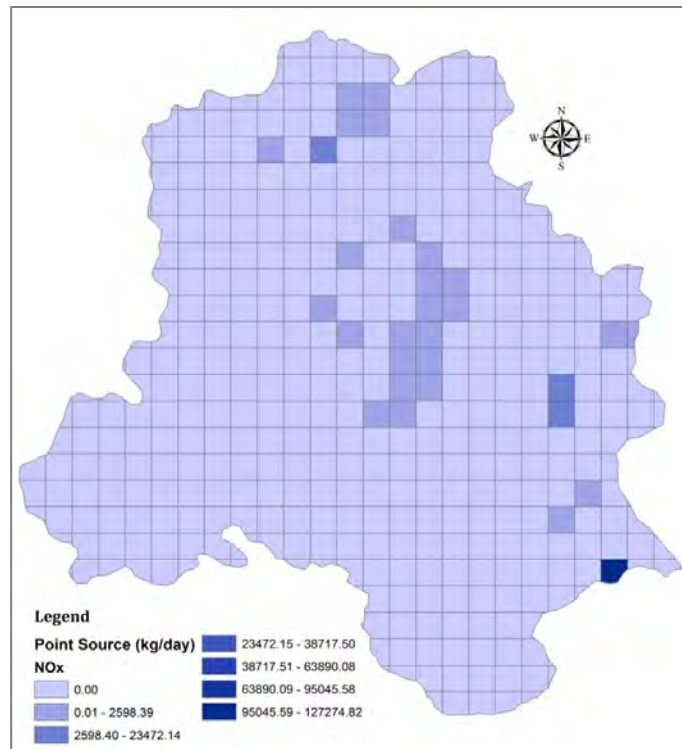 N
W E
S
Legend
Point Source (kg/day)
NOx
0.00
0.01 - 2598.39
2598.40 - 23472.14
23472.15 - 38717.50
38717.51 - 63890.08
63890.09 - 95045.58
95045.59 - 127274.82